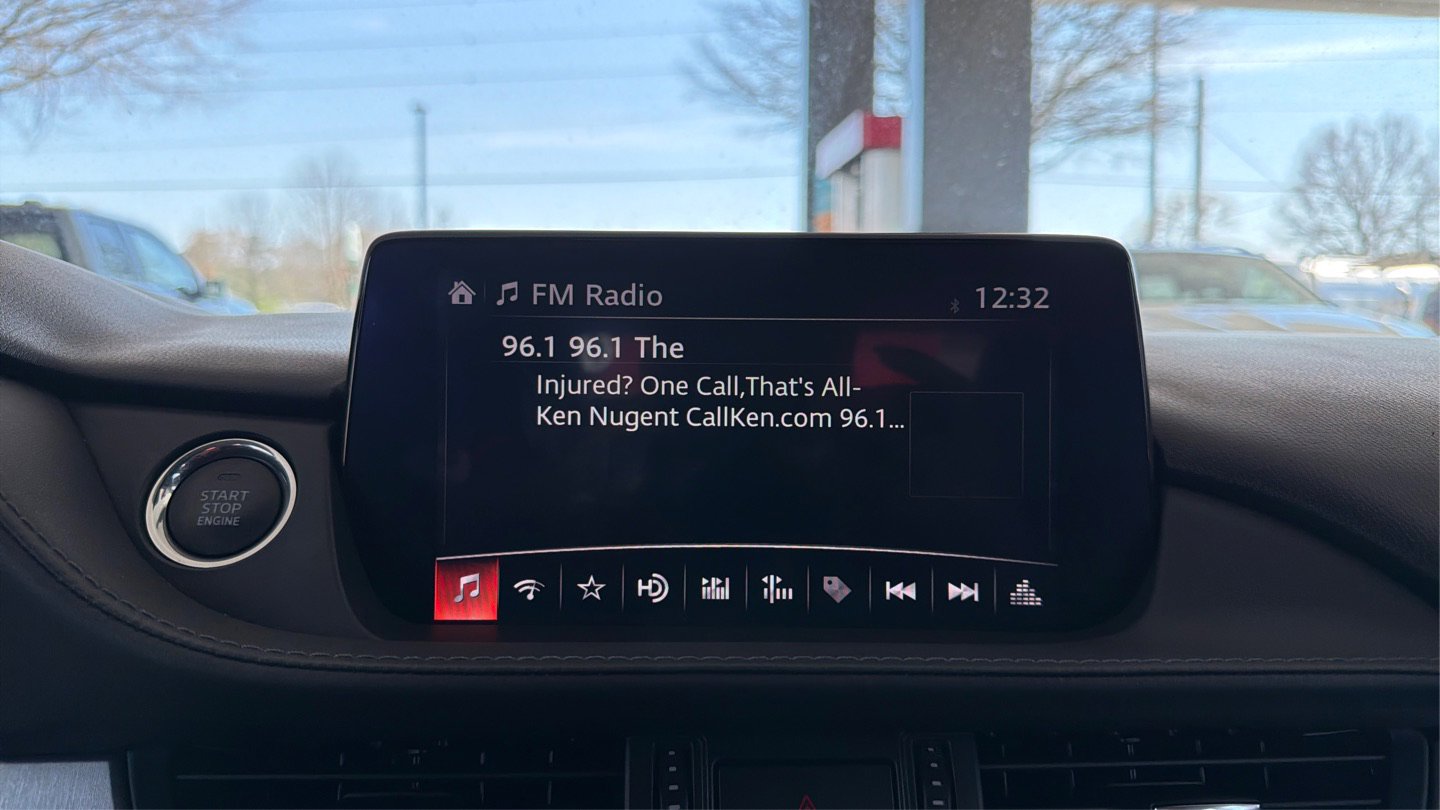 FM Radio
12:32
96.1 96.1 The
Injured? One Call,That's All-
Ken Nugent CallKen.com 96.1...
START
STOP
ENGINE
HD